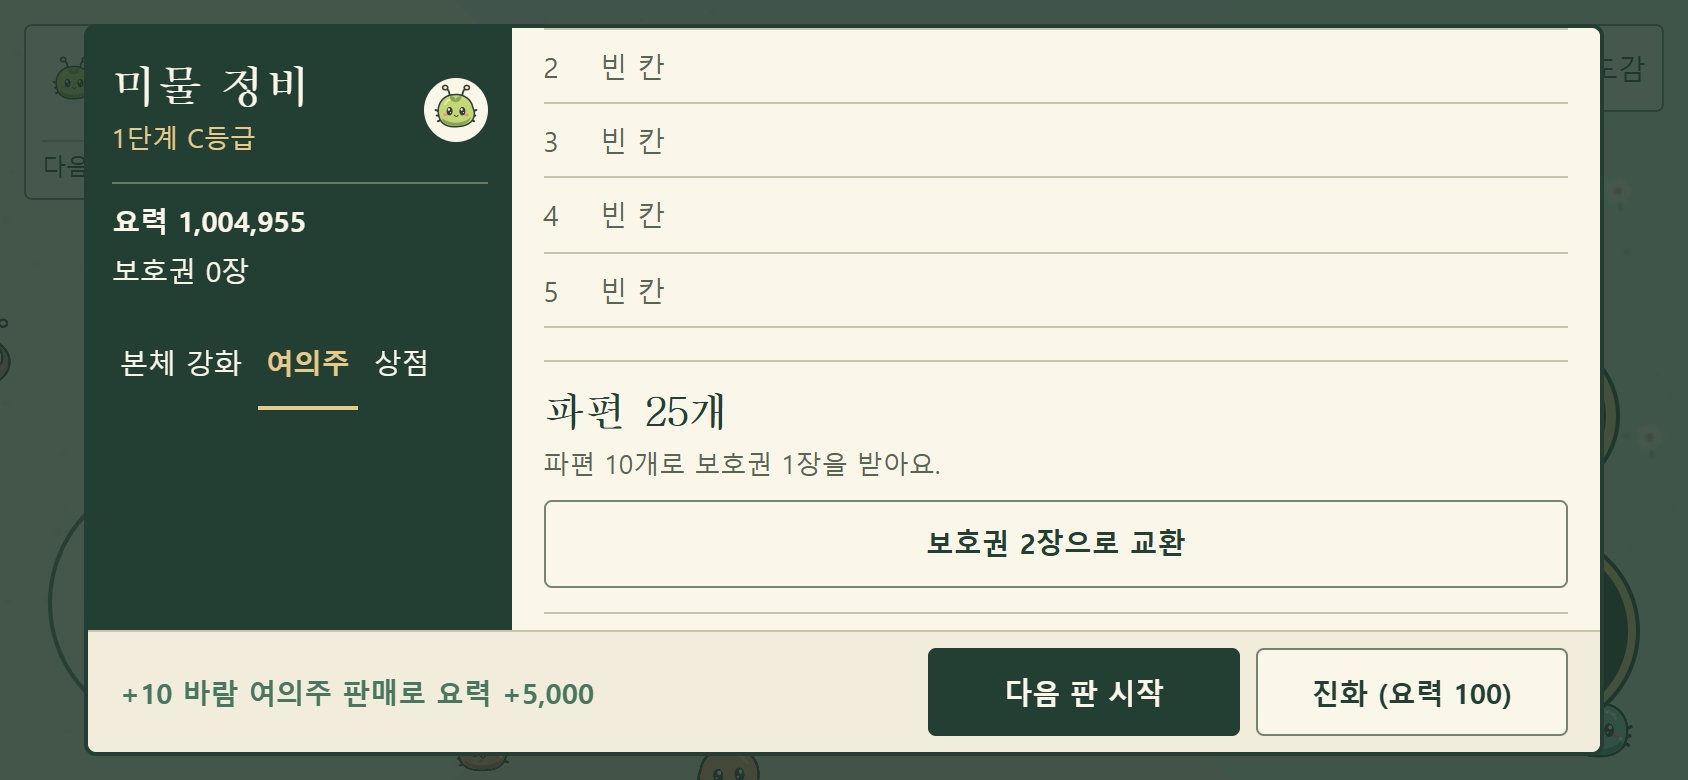 미물 정비
1단계 C등급
요력 1,004,955
보호권 0장
본체 강화 여의주 상점
2 빈 칸
3 빈 칸
4 빈 칸
5 빈 칸
파편 25개
파편 10개로 보호권 1장을 받아요.
보호권 2장으로 교환
+10 바람 여의주 판매로 요력 +5,000
다음 판 시작
진화 (요력 100)
다음
도감